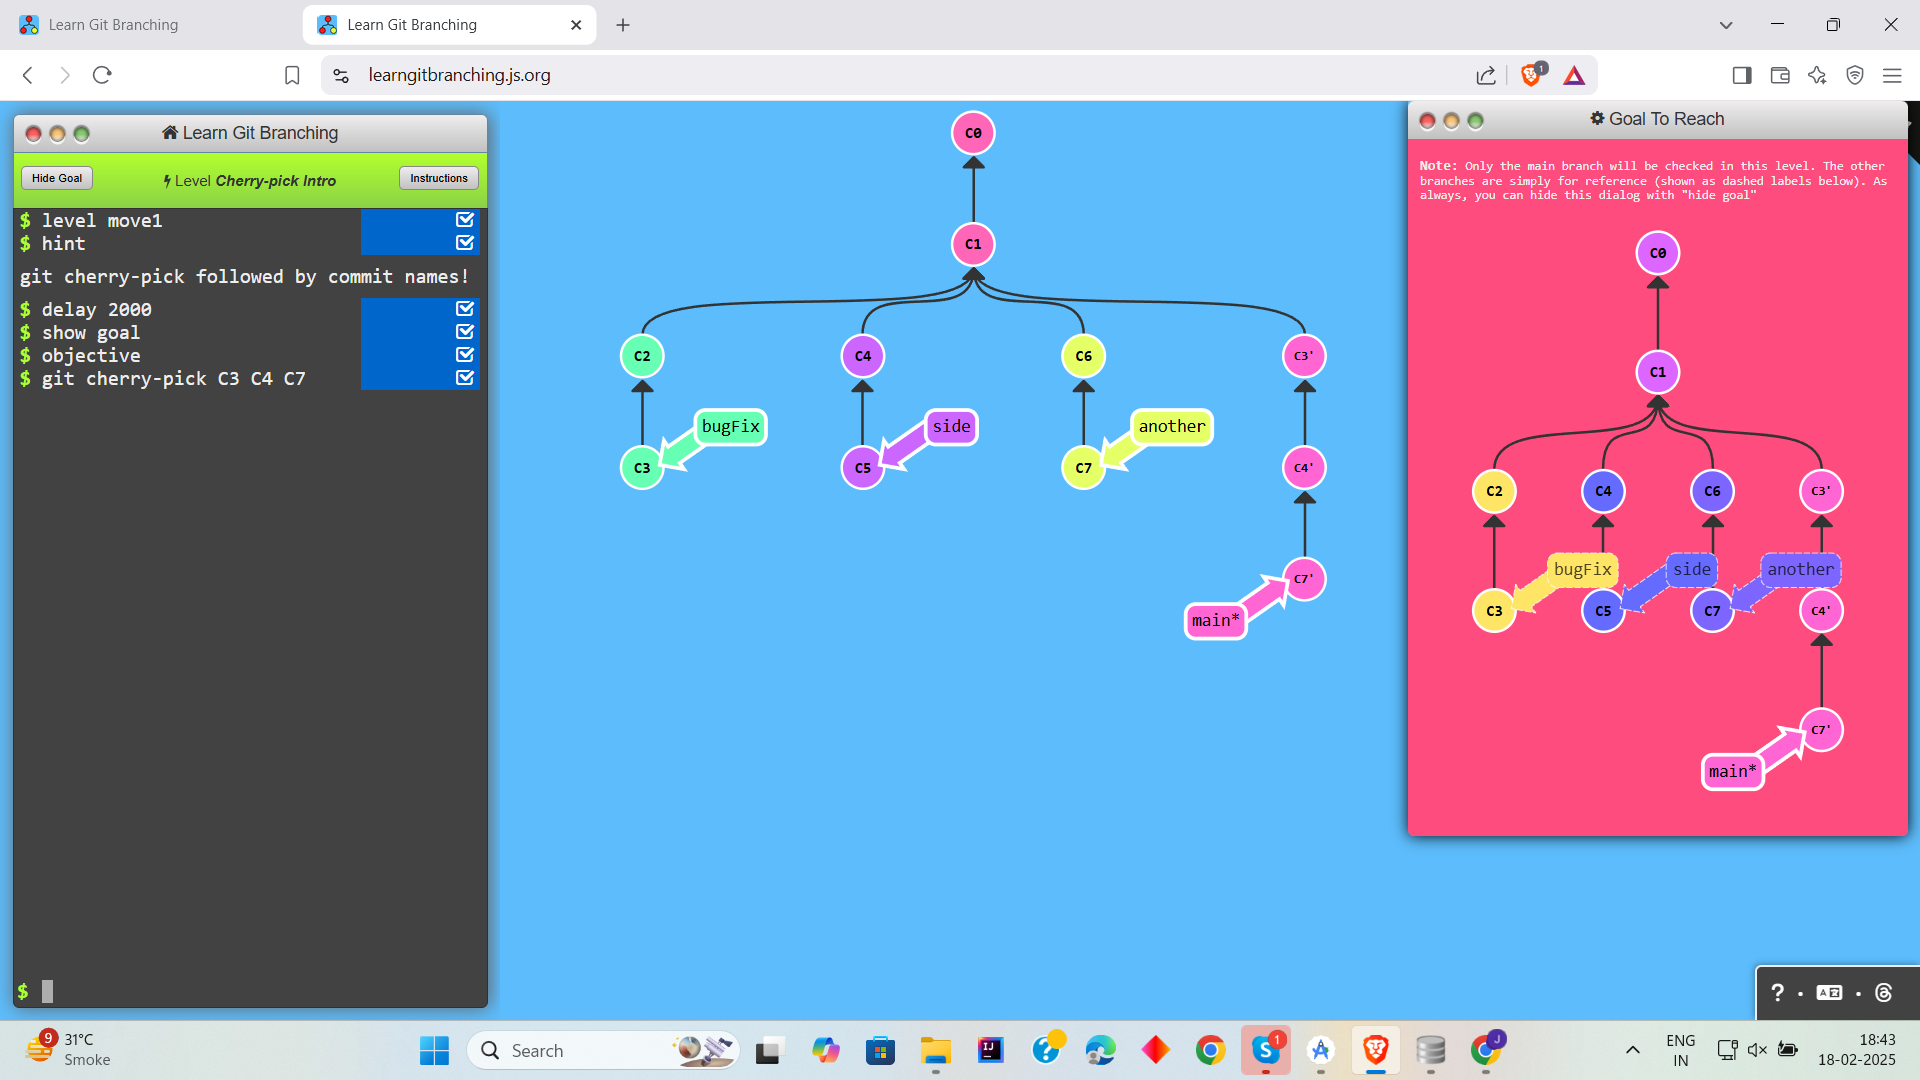 Learn Git Branching
Learn Git Branching
learngitbranching.js.org
1
Learn Git Branching
Hide Goal
Level Cherry-pick Intro
Instructions
$ level move1
$ hint
git cherry-pick followed by commit names!
$ delay 2000
$ show goal
$ objective
$ git cherry-pick C3 C4 C7
$
C0
C1
C2
C4
C6
C3'
bugFix
side
another
C3
C5
C7
C4'
C7'
main*
Goal To Reach
Note: Only the main branch will be checked in this level. The other
branches are simply for reference (shown as dashed labels below). As
always, you can hide this dialog with "hide goal"
C0
C1
C2
C4
C6
C3'
bugFix
side
another
C3
C5
C7
C4'
C7'
main*
?
9
31°C
Smoke
Search
IJ
1
J
ENG
IN
18:43
18-02-2025